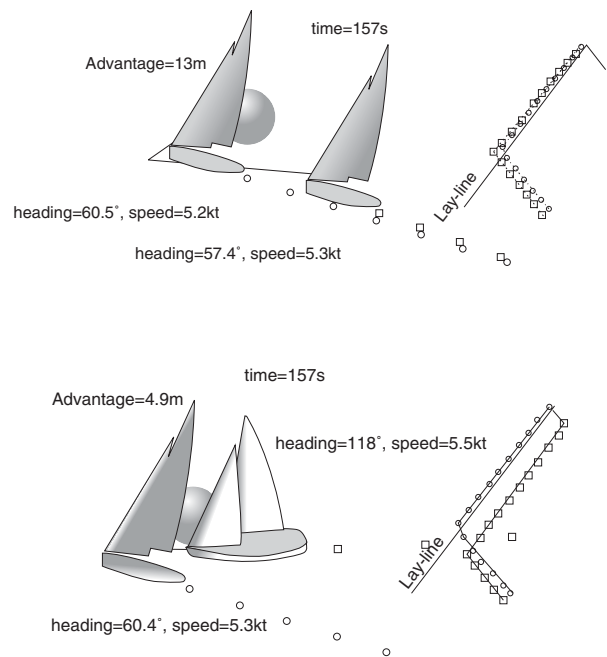 time=157s
Advantage=13m
Lay-line
heading=60.5°, speed=5.2kt
heading=57.4°, speed=5.3kt
time=157s
Advantage=4.9m
heading=118°, speed=5.5kt
Lay-line
heading=60.4°, speed=5.3kt